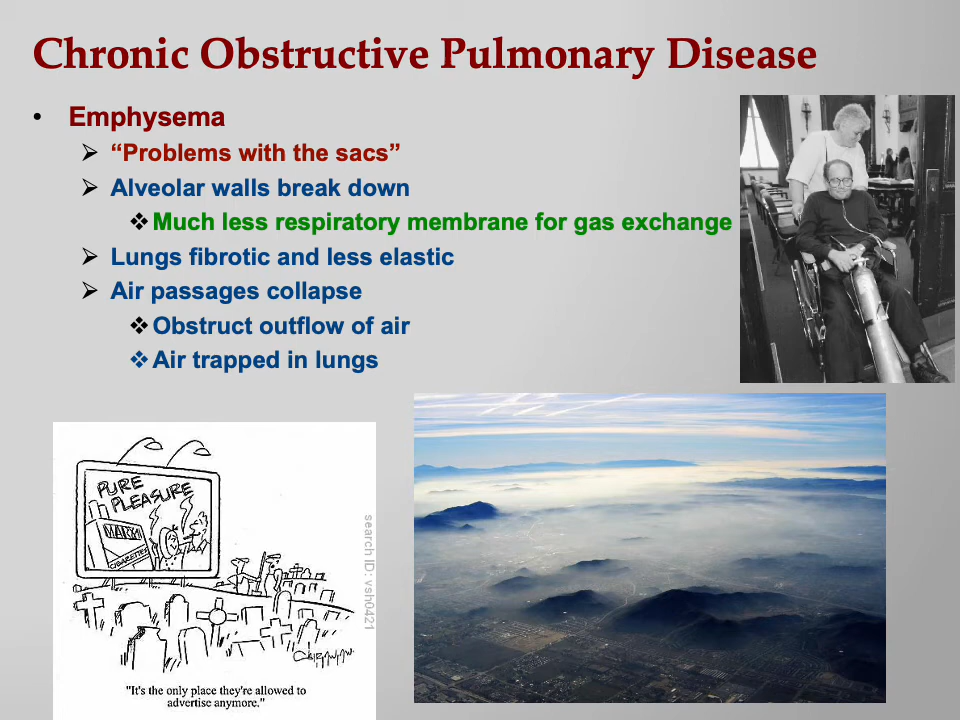 Chronic Obstructive Pulmonary Disease
• Emphysema
➢ “Problems with the sacs”
➢ Alveolar walls break down
❖Much less respiratory membrane for gas exchange
➢ Lungs fibrotic and less elastic
➢ Air passages collapse
❖Obstruct outflow of air
❖Air trapped in lungs
PURE
PLEASURE
CIGARETTES
search ID: vsh0421
"It's the only place they're allowed to
advertise anymore."